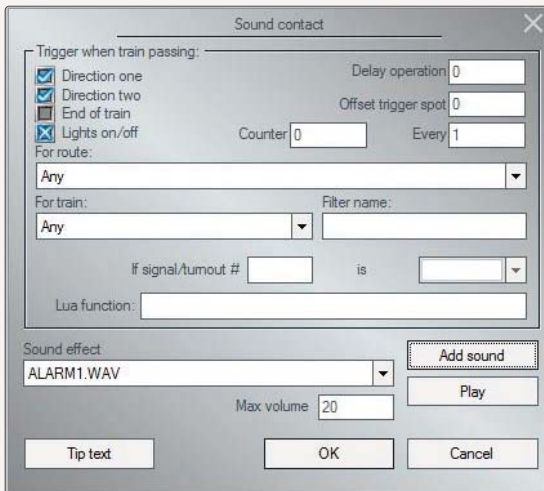 Sound contact
Trigger when train passing:
Direction one
Delay operation 0
Direction two
Offset trigger spot 0
End of train
Lights on/off
Counter 0
Every 1
For route:
Any
For train:
Filter name:
Any
If signal/turnout #
is
Lua function:
Sound effect
Add sound
ALARM1.WAV
Play
Max volume 20
Tip text
OK
Cancel